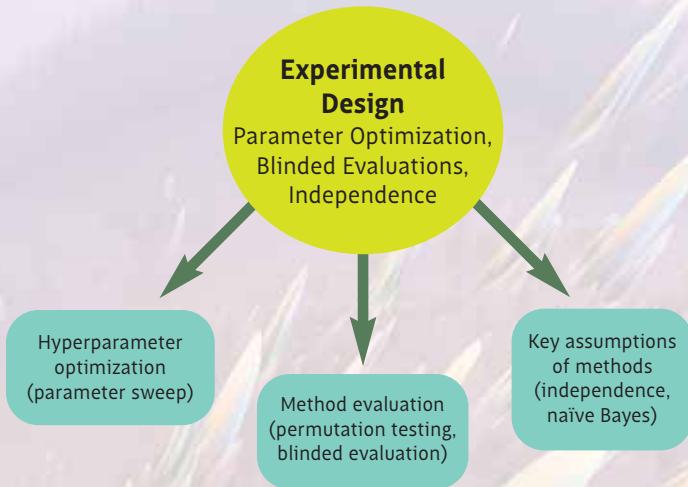 Experimental
Design
Parameter Optimization,
Blinded Evaluations,
Independence
Hyperparameter
optimization
(parameter sweep)
Method evaluation
(permutation testing,
blinded evaluation)
Key assumptions
of methods
(independence,
naïve Bayes)